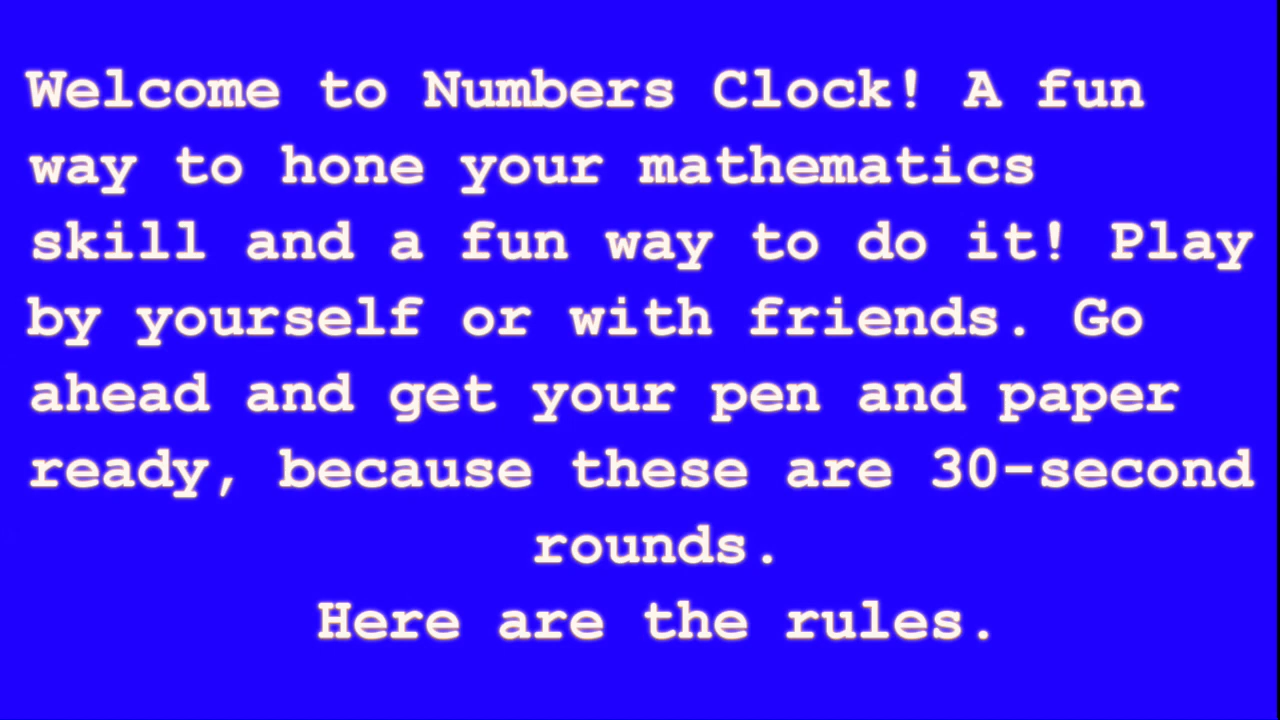 Welcome to Numbers Clock! A fun
way to hone your mathematics
skill and a fun way to do it! Play
by yourself or with friends. Go
ahead and get your pen and paper
ready, because these are 30-second
rounds.
Here are the rules.